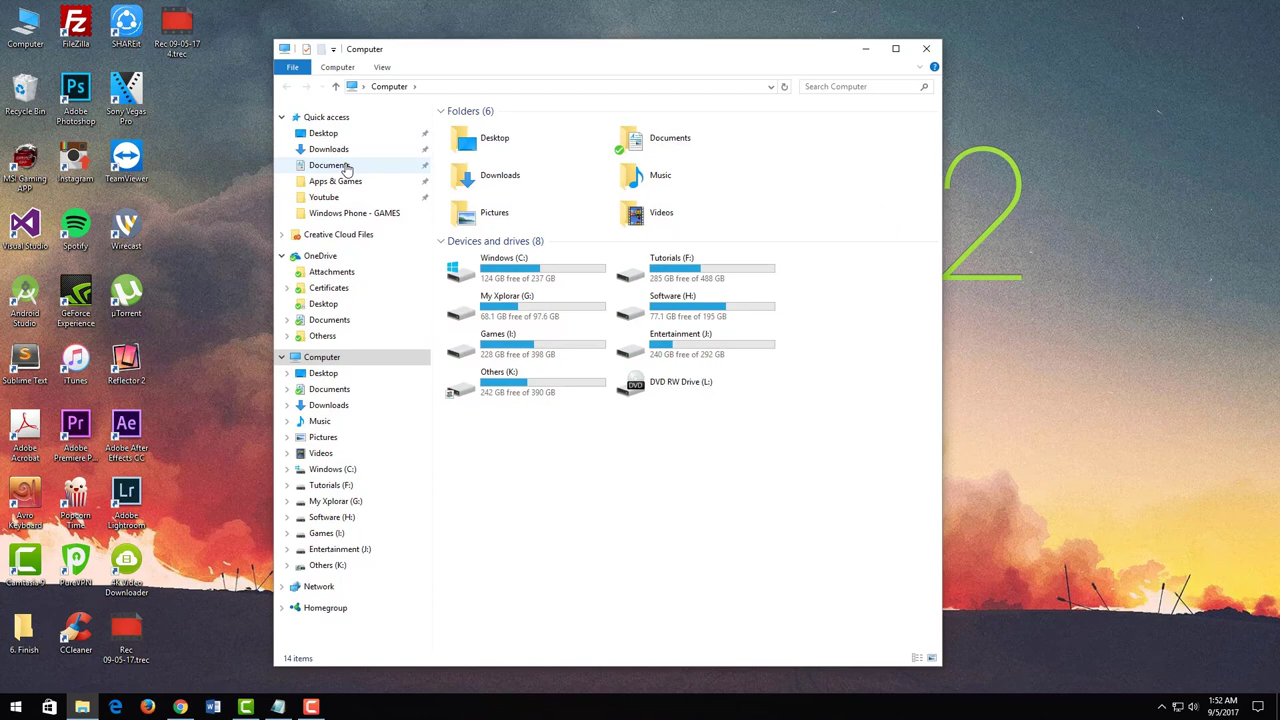 Computer
FileZilla
SHAREit
Rec 09-05-17
4.trec
Recycle Bin
Adobe
Photoshop
Sony Vegas
Pro
MSI Gaming
APP
Instagram
TeamViewer
Visual Studio
Spotify
Wirecast
Android
Studio
GeForce
Experience
µTorrent
Sublime Text
iTunes
Reflector 2
Adobe
Acrobat
Adobe
Premiere P...
Adobe After
Effects CC
Avro
Keyboard
Popcorn
Time
Adobe
Lightroom
Camtasia 9
PureVPN
4K Video
Downloader
6. Finish
CCleaner
Rec
09-05-17.trec
Computer
File
Computer
View
Computer
Search Computer
Quick access
Desktop
Downloads
Documents
Apps & Games
Youtube
Windows Phone - GAMES
Creative Cloud Files
OneDrive
Attachments
Certificates
Desktop
Documents
Otherss
Computer
Desktop
Documents
Downloads
Music
Pictures
Videos
Windows (C:)
Tutorials (F:)
My Xplorar (G:)
Software (H:)
Games (I:)
Entertainment (J:)
Others (K:)
Network
Homegroup
Folders (6)
Desktop
Documents
Downloads
Music
Pictures
Videos
Devices and drives (8)
Windows (C:)
124 GB free of 237 GB
Tutorials (F:)
285 GB free of 488 GB
My Xplorar (G:)
68.1 GB free of 97.6 GB
Software (H:)
77.1 GB free of 195 GB
Games (I:)
228 GB free of 398 GB
Entertainment (J:)
240 GB free of 292 GB
Others (K:)
242 GB free of 390 GB
DVD
DVD RW Drive (L:)
14 items
2
1:52 AM
9/5/2017